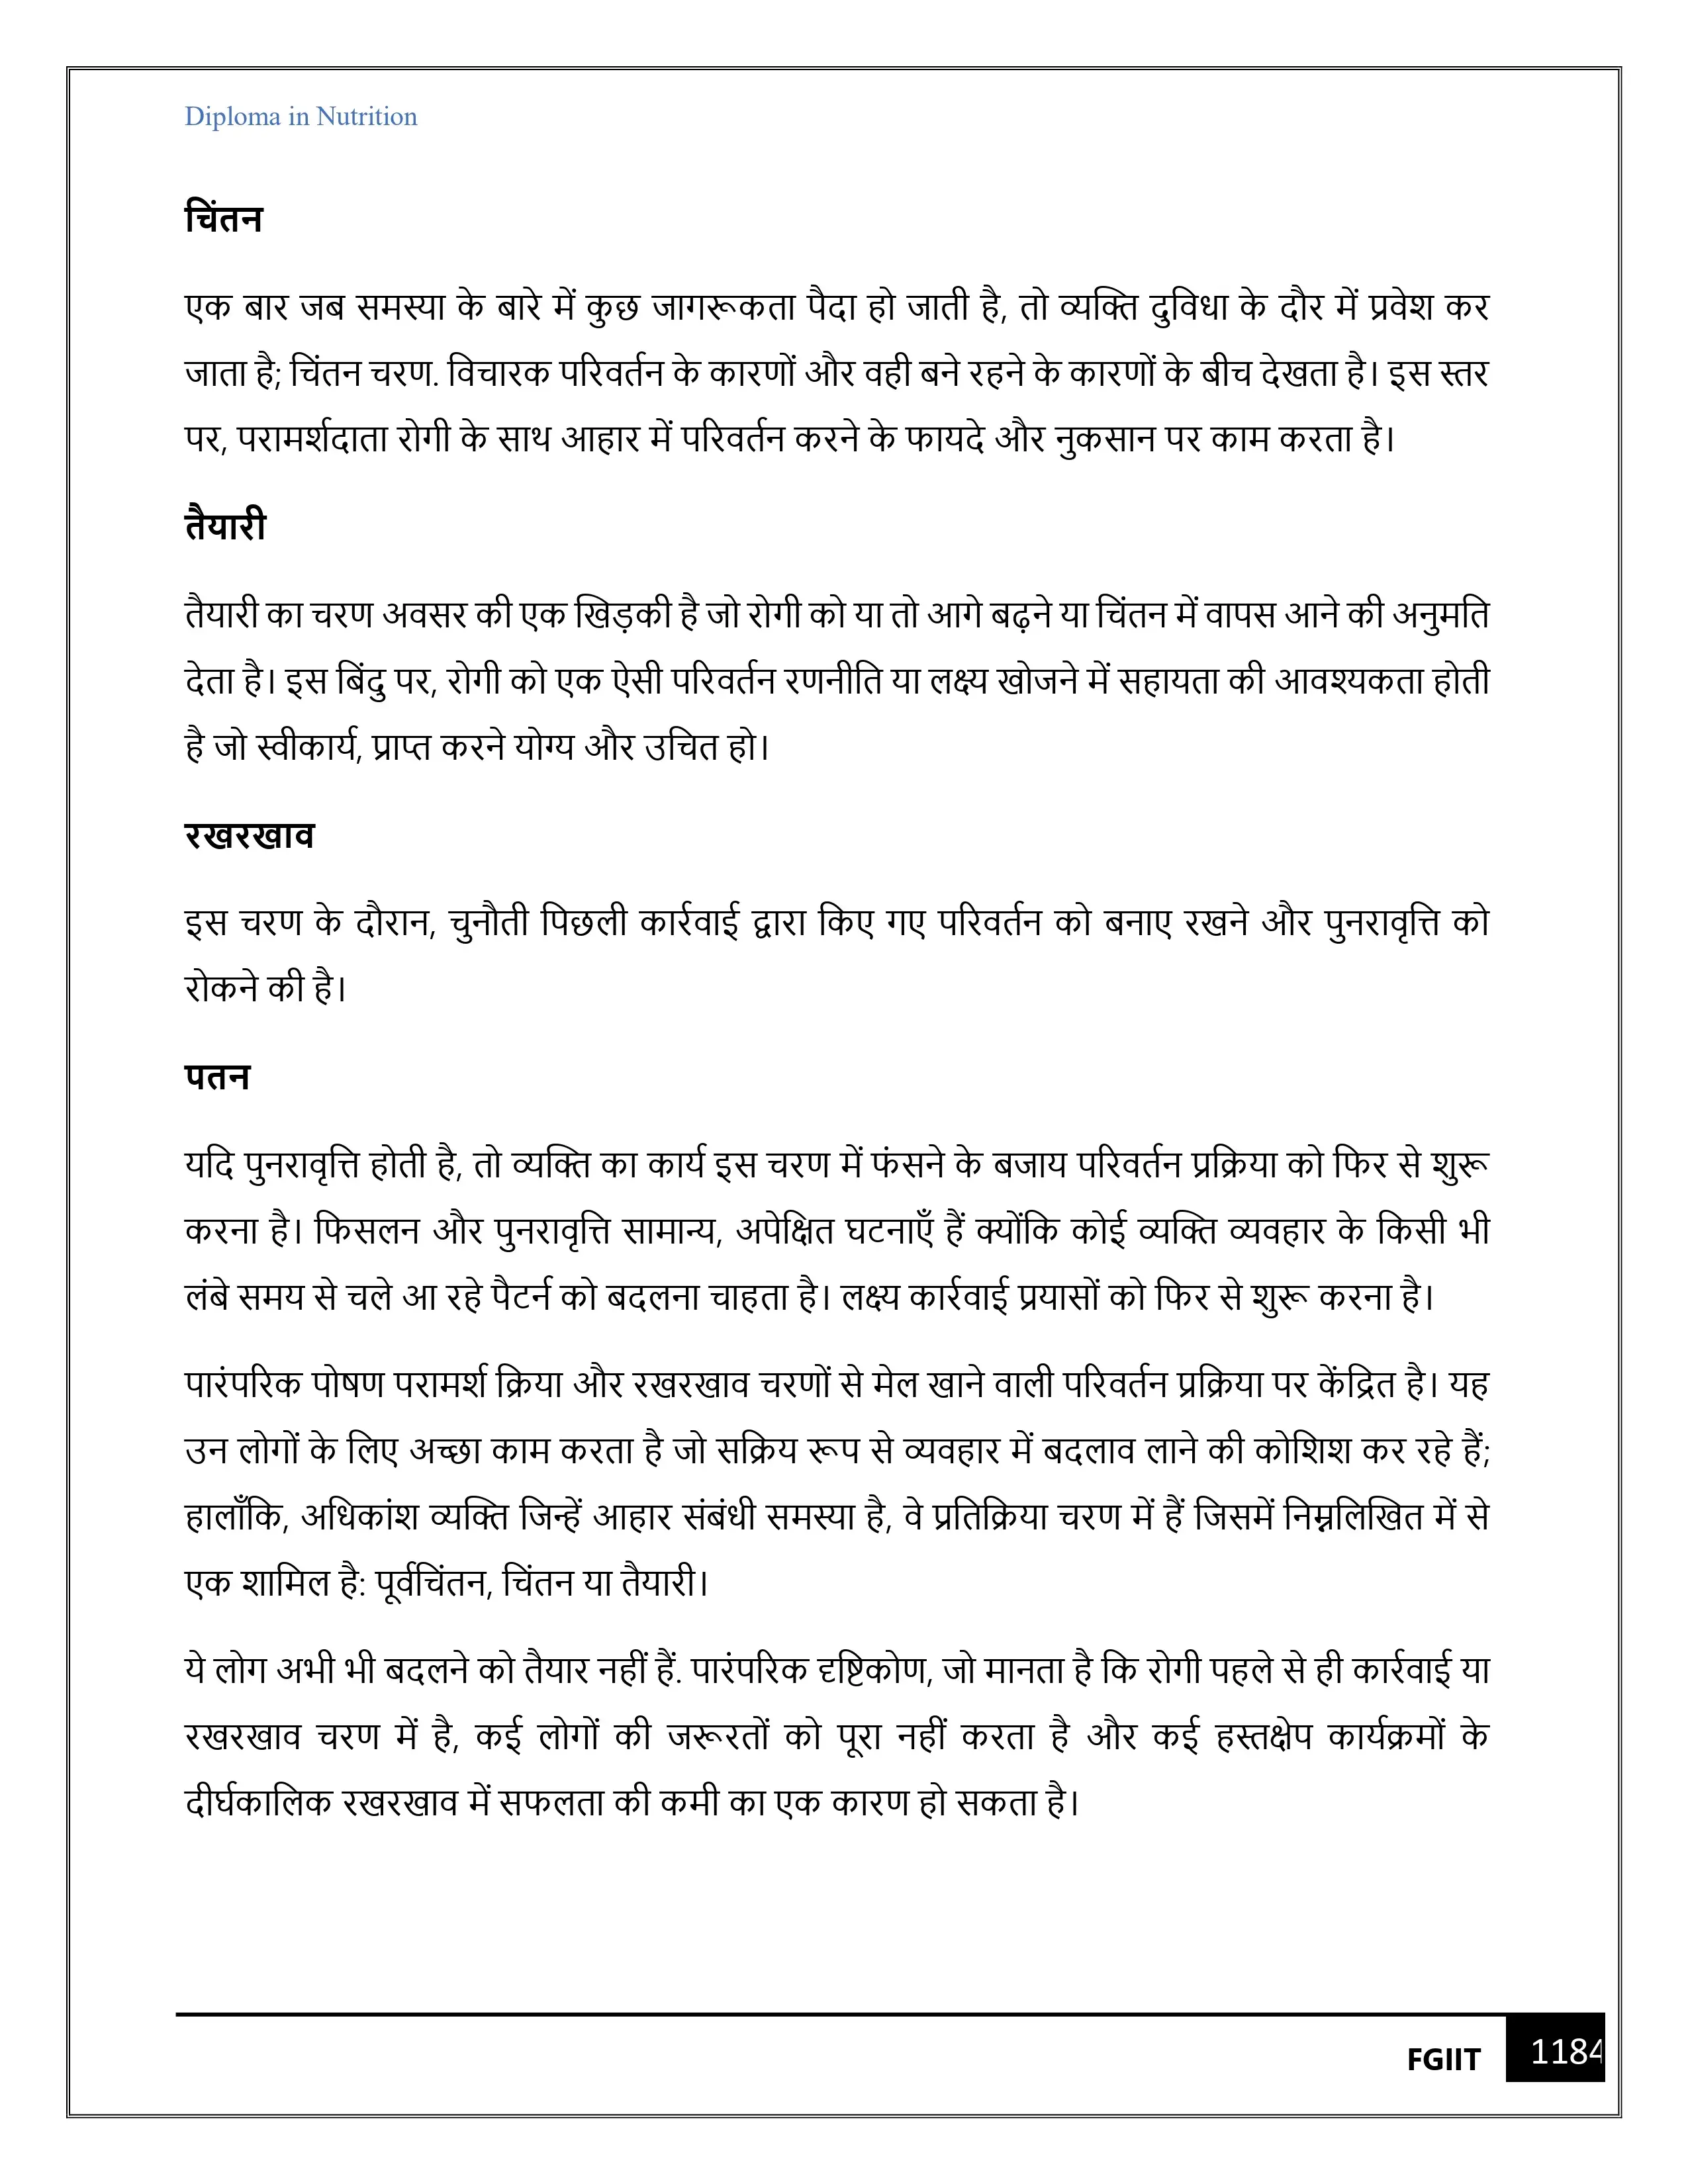 Diploma in Nutrition
चिंतन
एक बार जब समस्या के बारे में कुछ जागरूकता पैदा हो जाती है, तो व्यक्ति दुविधा के दौर में प्रवेश कर
जाता है; चिंतन चरण. विचारक परिवर्तन के कारणों और वही बने रहने के कारणों के बीच देखता है। इस स्तर
पर, परामर्शदाता रोगी के साथ आहार में परिवर्तन करने के फायदे और नुकसान पर काम करता है।
तैयारी
तैयारी का चरण अवसर की एक खिड़की है जो रोगी को या तो आगे बढ़ने या चिंतन में वापस आने की अनुमति
देता है। इस बिंदु पर, रोगी को एक ऐसी परिवर्तन रणनीति या लक्ष्य खोजने में सहायता की आवश्यकता होती
है जो स्वीकार्य, प्राप्त करने योग्य और उचित हो।
रखरखाव
इस चरण के दौरान, चुनौती पिछली कार्रवाई द्वारा किए गए परिवर्तन को बनाए रखने और पुनरावृत्ति को
रोकने की है।
पतन
यदि पुनरावृत्ति होती है, तो व्यक्ति का कार्य इस चरण में फंसने के बजाय परिवर्तन प्रक्रिया को फिर से शुरू
करना है। फिसलन और पुनरावृत्ति सामान्य, अपेक्षित घटनाएँ हैं क्योंकि कोई व्यक्ति व्यवहार के किसी भी
लंबे समय से चले आ रहे पैटर्न को बदलना चाहता है। लक्ष्य कार्रवाई प्रयासों को फिर से शुरू करना है।
पारंपरिक पोषण परामर्श क्रिया और रखरखाव चरणों से मेल खाने वाली परिवर्तन प्रक्रिया पर केंद्रित है। यह
उन लोगों के लिए अच्छा काम करता है जो सक्रिय रूप से व्यवहार में बदलाव लाने की कोशिश कर रहे हैं;
हालाँकि, अधिकांश व्यक्ति जिन्हें आहार संबंधी समस्या है, वे प्रतिक्रिया चरण में हैं जिसमें निम्नलिखित में से
एक शामिल है: पूर्वचिंतन, चिंतन या तैयारी।
ये लोग अभी भी बदलने को तैयार नहीं हैं. पारंपरिक दृष्टिकोण, जो मानता है कि रोगी पहले से ही कार्रवाई या
रखरखाव चरण में है, कई लोगों की जरूरतों को पूरा नहीं करता है और कई हस्तक्षेप कार्यक्रमों के
दीर्घकालिक रखरखाव में सफलता की कमी का एक कारण हो सकता है।
FGIIT 1184